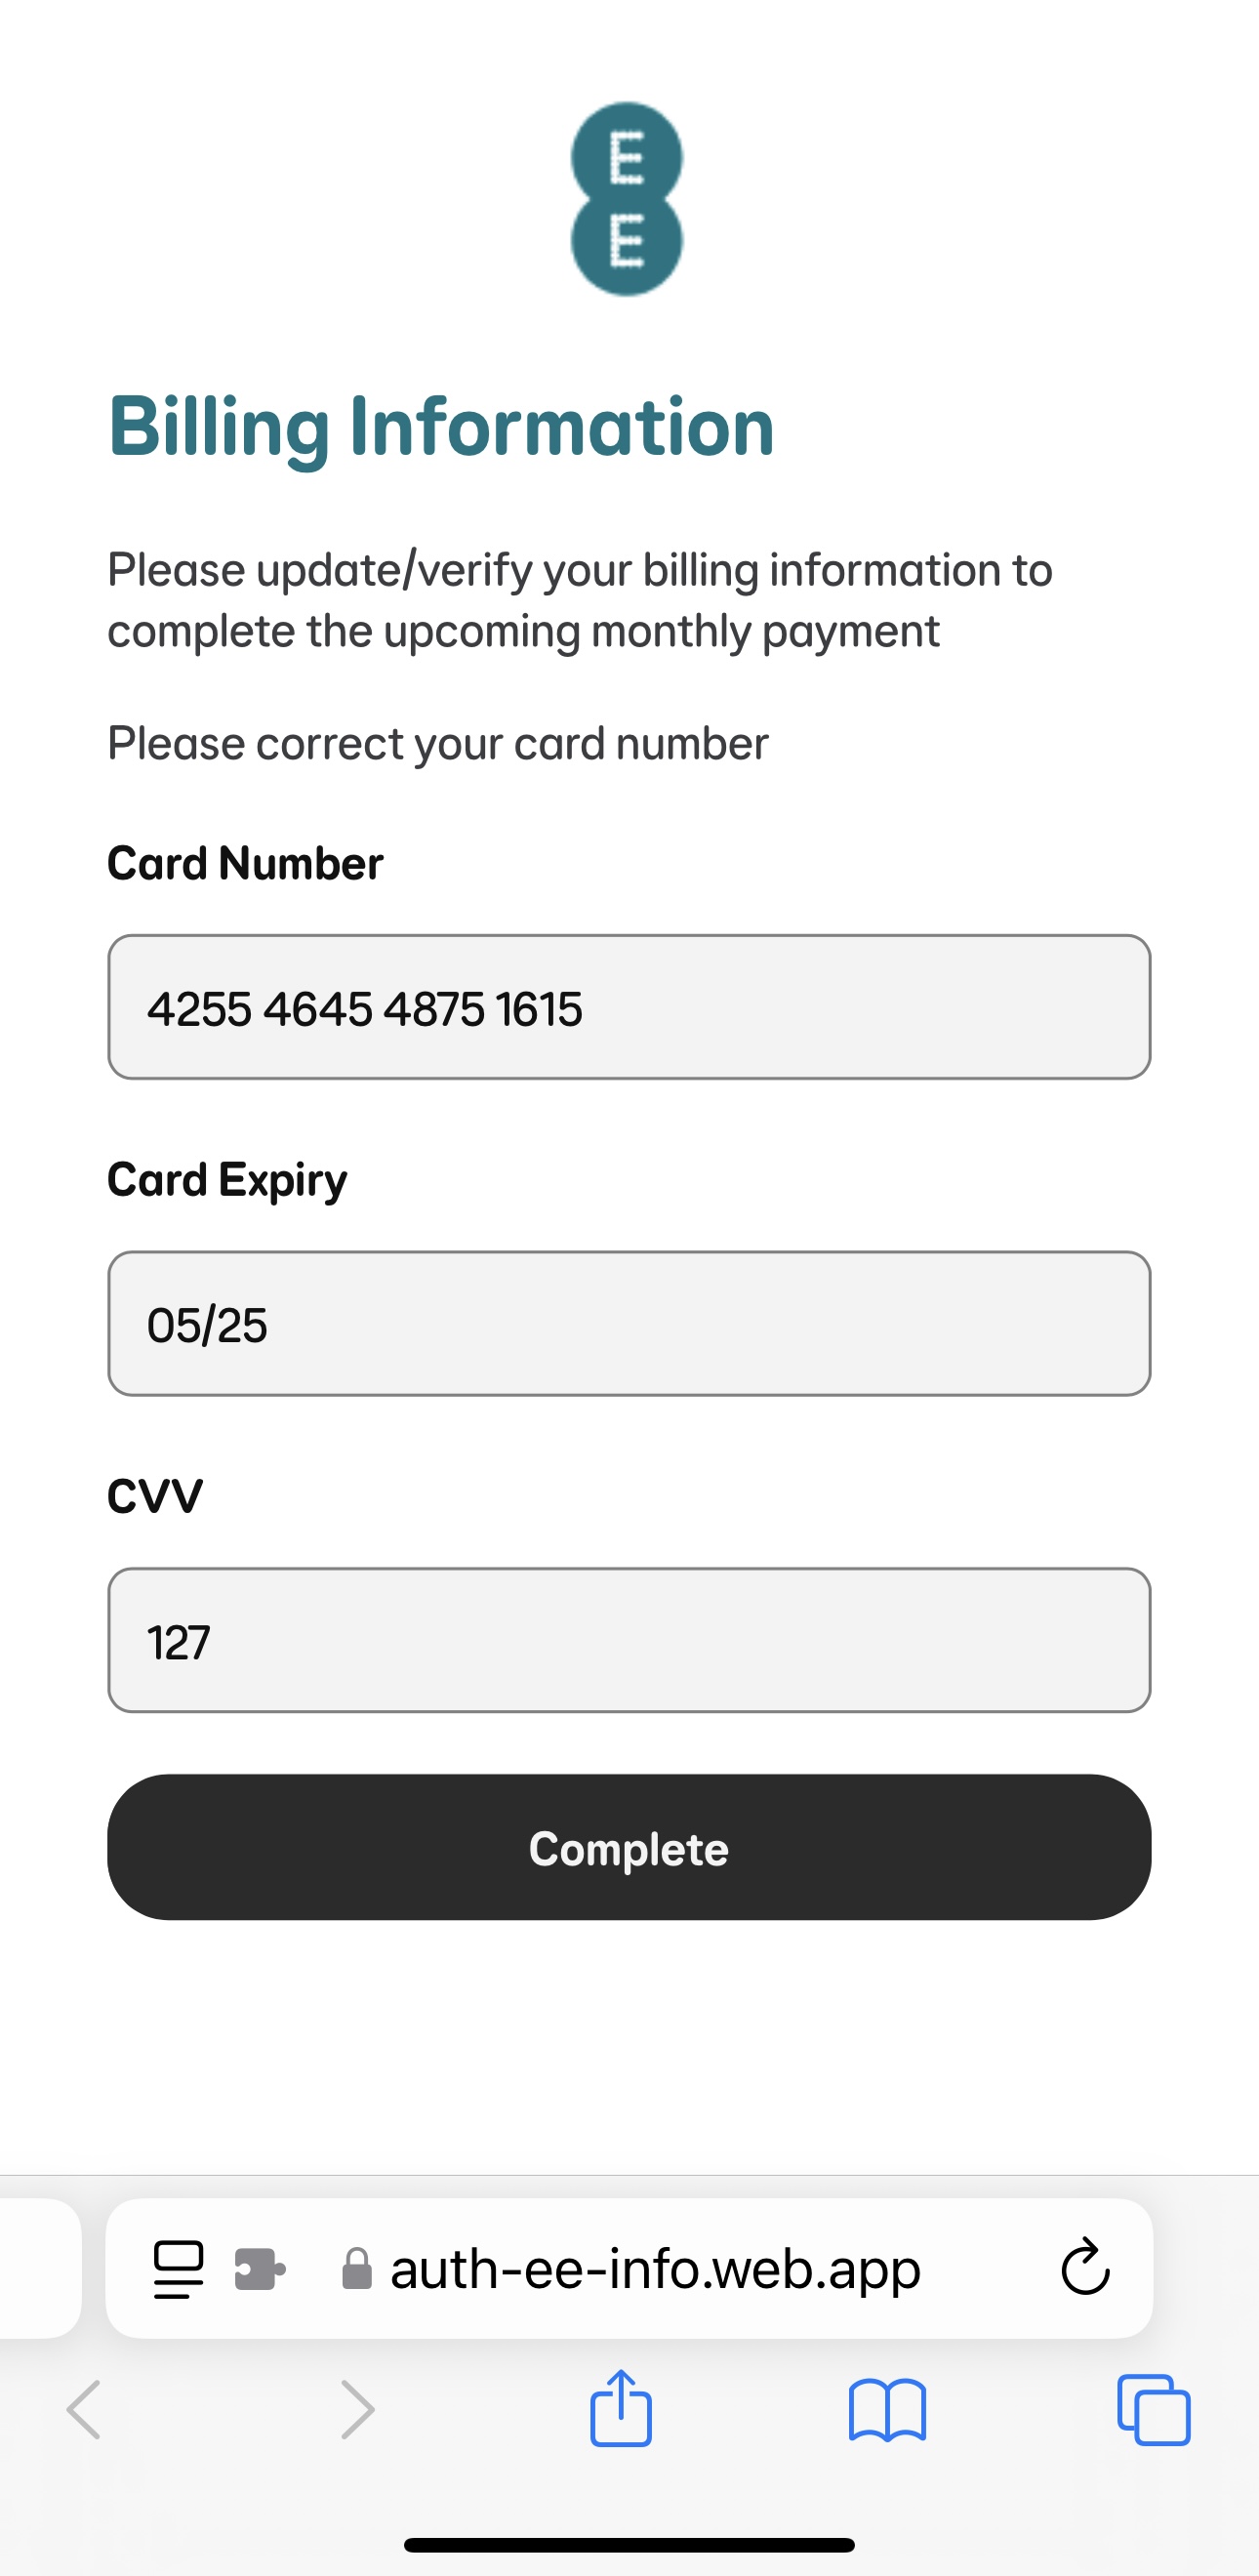 E
E
Billing Information
Please update/verify your billing information to
complete the upcoming monthly payment
Please correct your card number
Card Number
4255 4645 4875 1615
Card Expiry
05/25
CVV
127
Complete
auth-ee-info.web.app